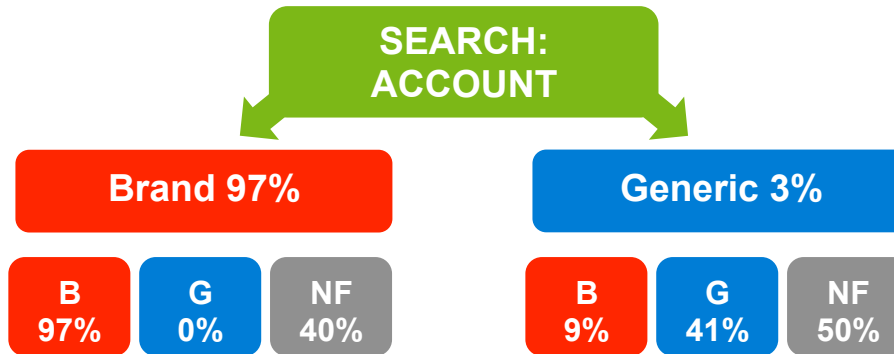 SEARCH:
ACCOUNT
Brand 97%
Generic 3%
B
97%
G
0%
NF
40%
B
9%
G
41%
NF
50%